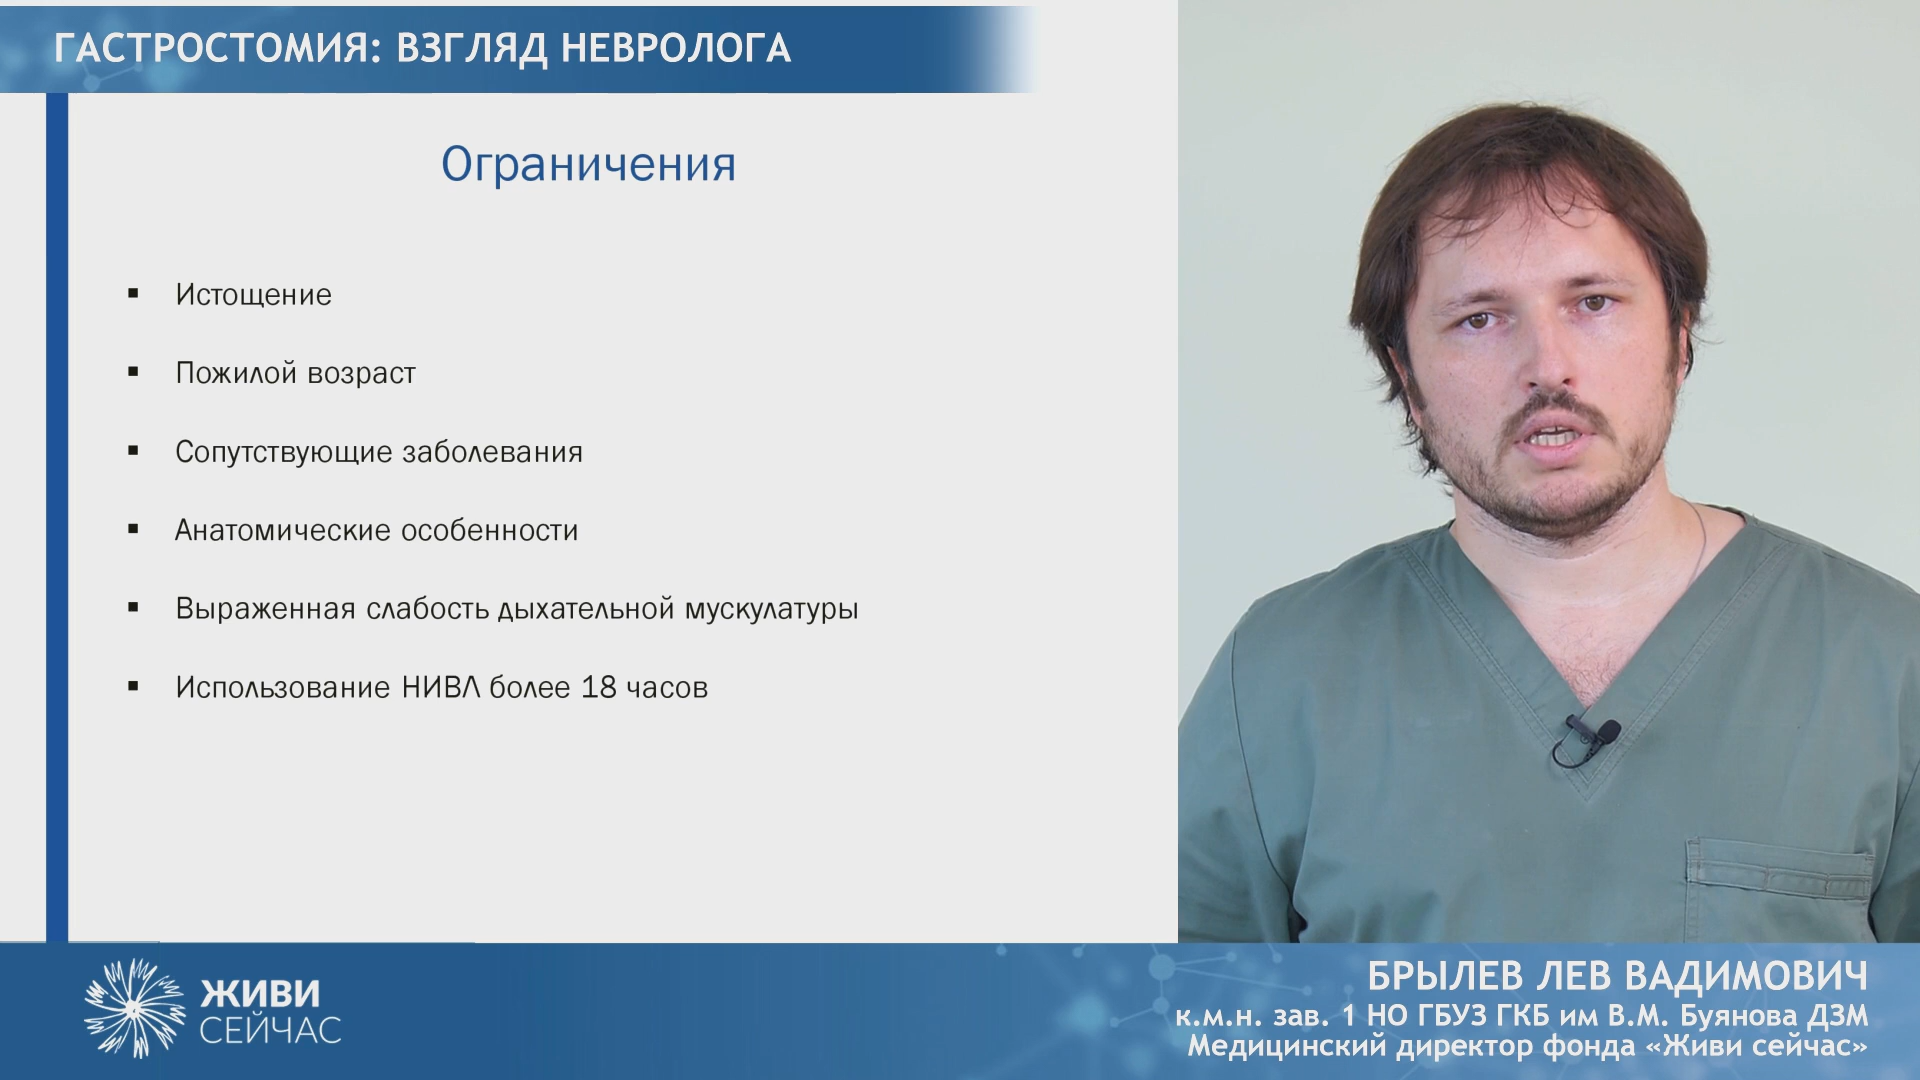 ГАСТРОСТОМИЯ: ВЗГЛЯД НЕВРОЛОГА
Ограничения
▪ Истощение
▪ Пожилой возраст
▪ Сопутствующие заболевания
▪ Анатомические особенности
▪ Выраженная слабость дыхательной мускулатуры
▪ Использование НИВЛ более 18 часов
ЖИВИ
СЕЙЧАС
БРЫЛЕВ ЛЕВ ВАДИМОВИЧ
к.м.н. зав. 1 НО ГБУЗ ГКБ им В.М. Буянова ДЗМ
Медицинский директор фонда «Живи сейчас»